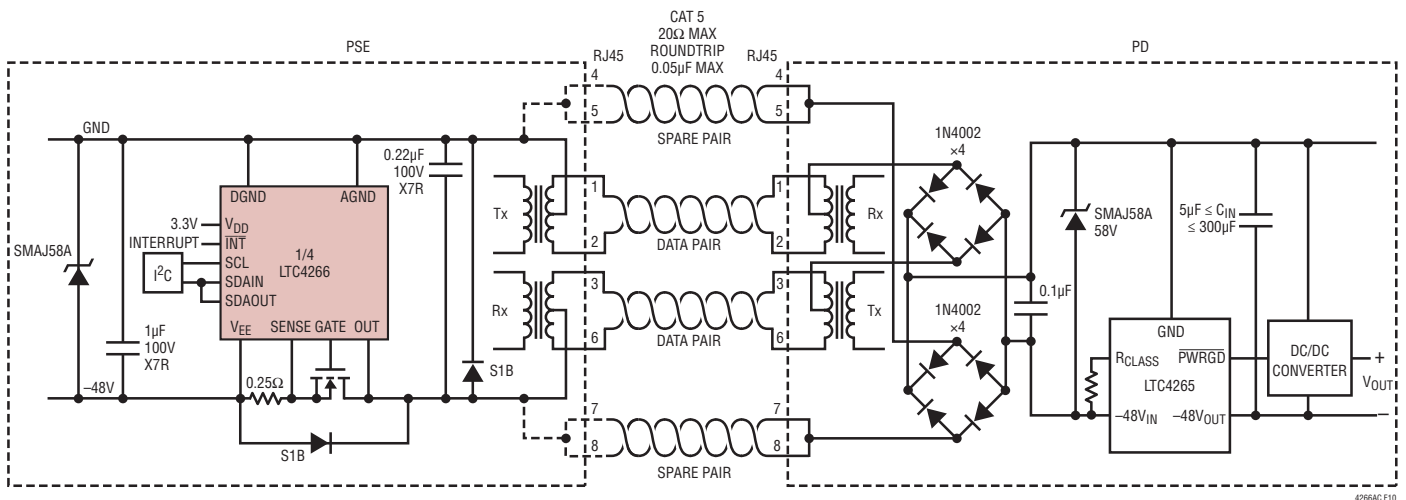 CAT 5
20Ω MAX
ROUNDTRIP
0.05µF MAX
PSE
RJ45
RJ45
PD
4
5
4
5
SPARE PAIR
GND
DGND
AGND
0.22µF
100V
X7R
1N4002
×4
Tx
1
2
1
2
Rx
DATA PAIR
SMAJ58A
3.3V
INTERRUPT
I²C
VDD
INT
SCL
SDAIN
SDAOUT
1/4
LTC4266
VEE
SENSE
GATE
OUT
1µF
100V
X7R
Rx
3
6
3
6
Tx
DATA PAIR
S1B
–48V
0.25Ω
S1B
7
8
7
8
SPARE PAIR
1N4002
×4
0.1µF
SMAJ58A
58V
5µF ≤ CIN
≤ 300µF
GND
RCLASS
PWRGD
LTC4265
–48VIN
–48VOUT
DC/DC
CONVERTER
+
VOUT
–
4266AC F10